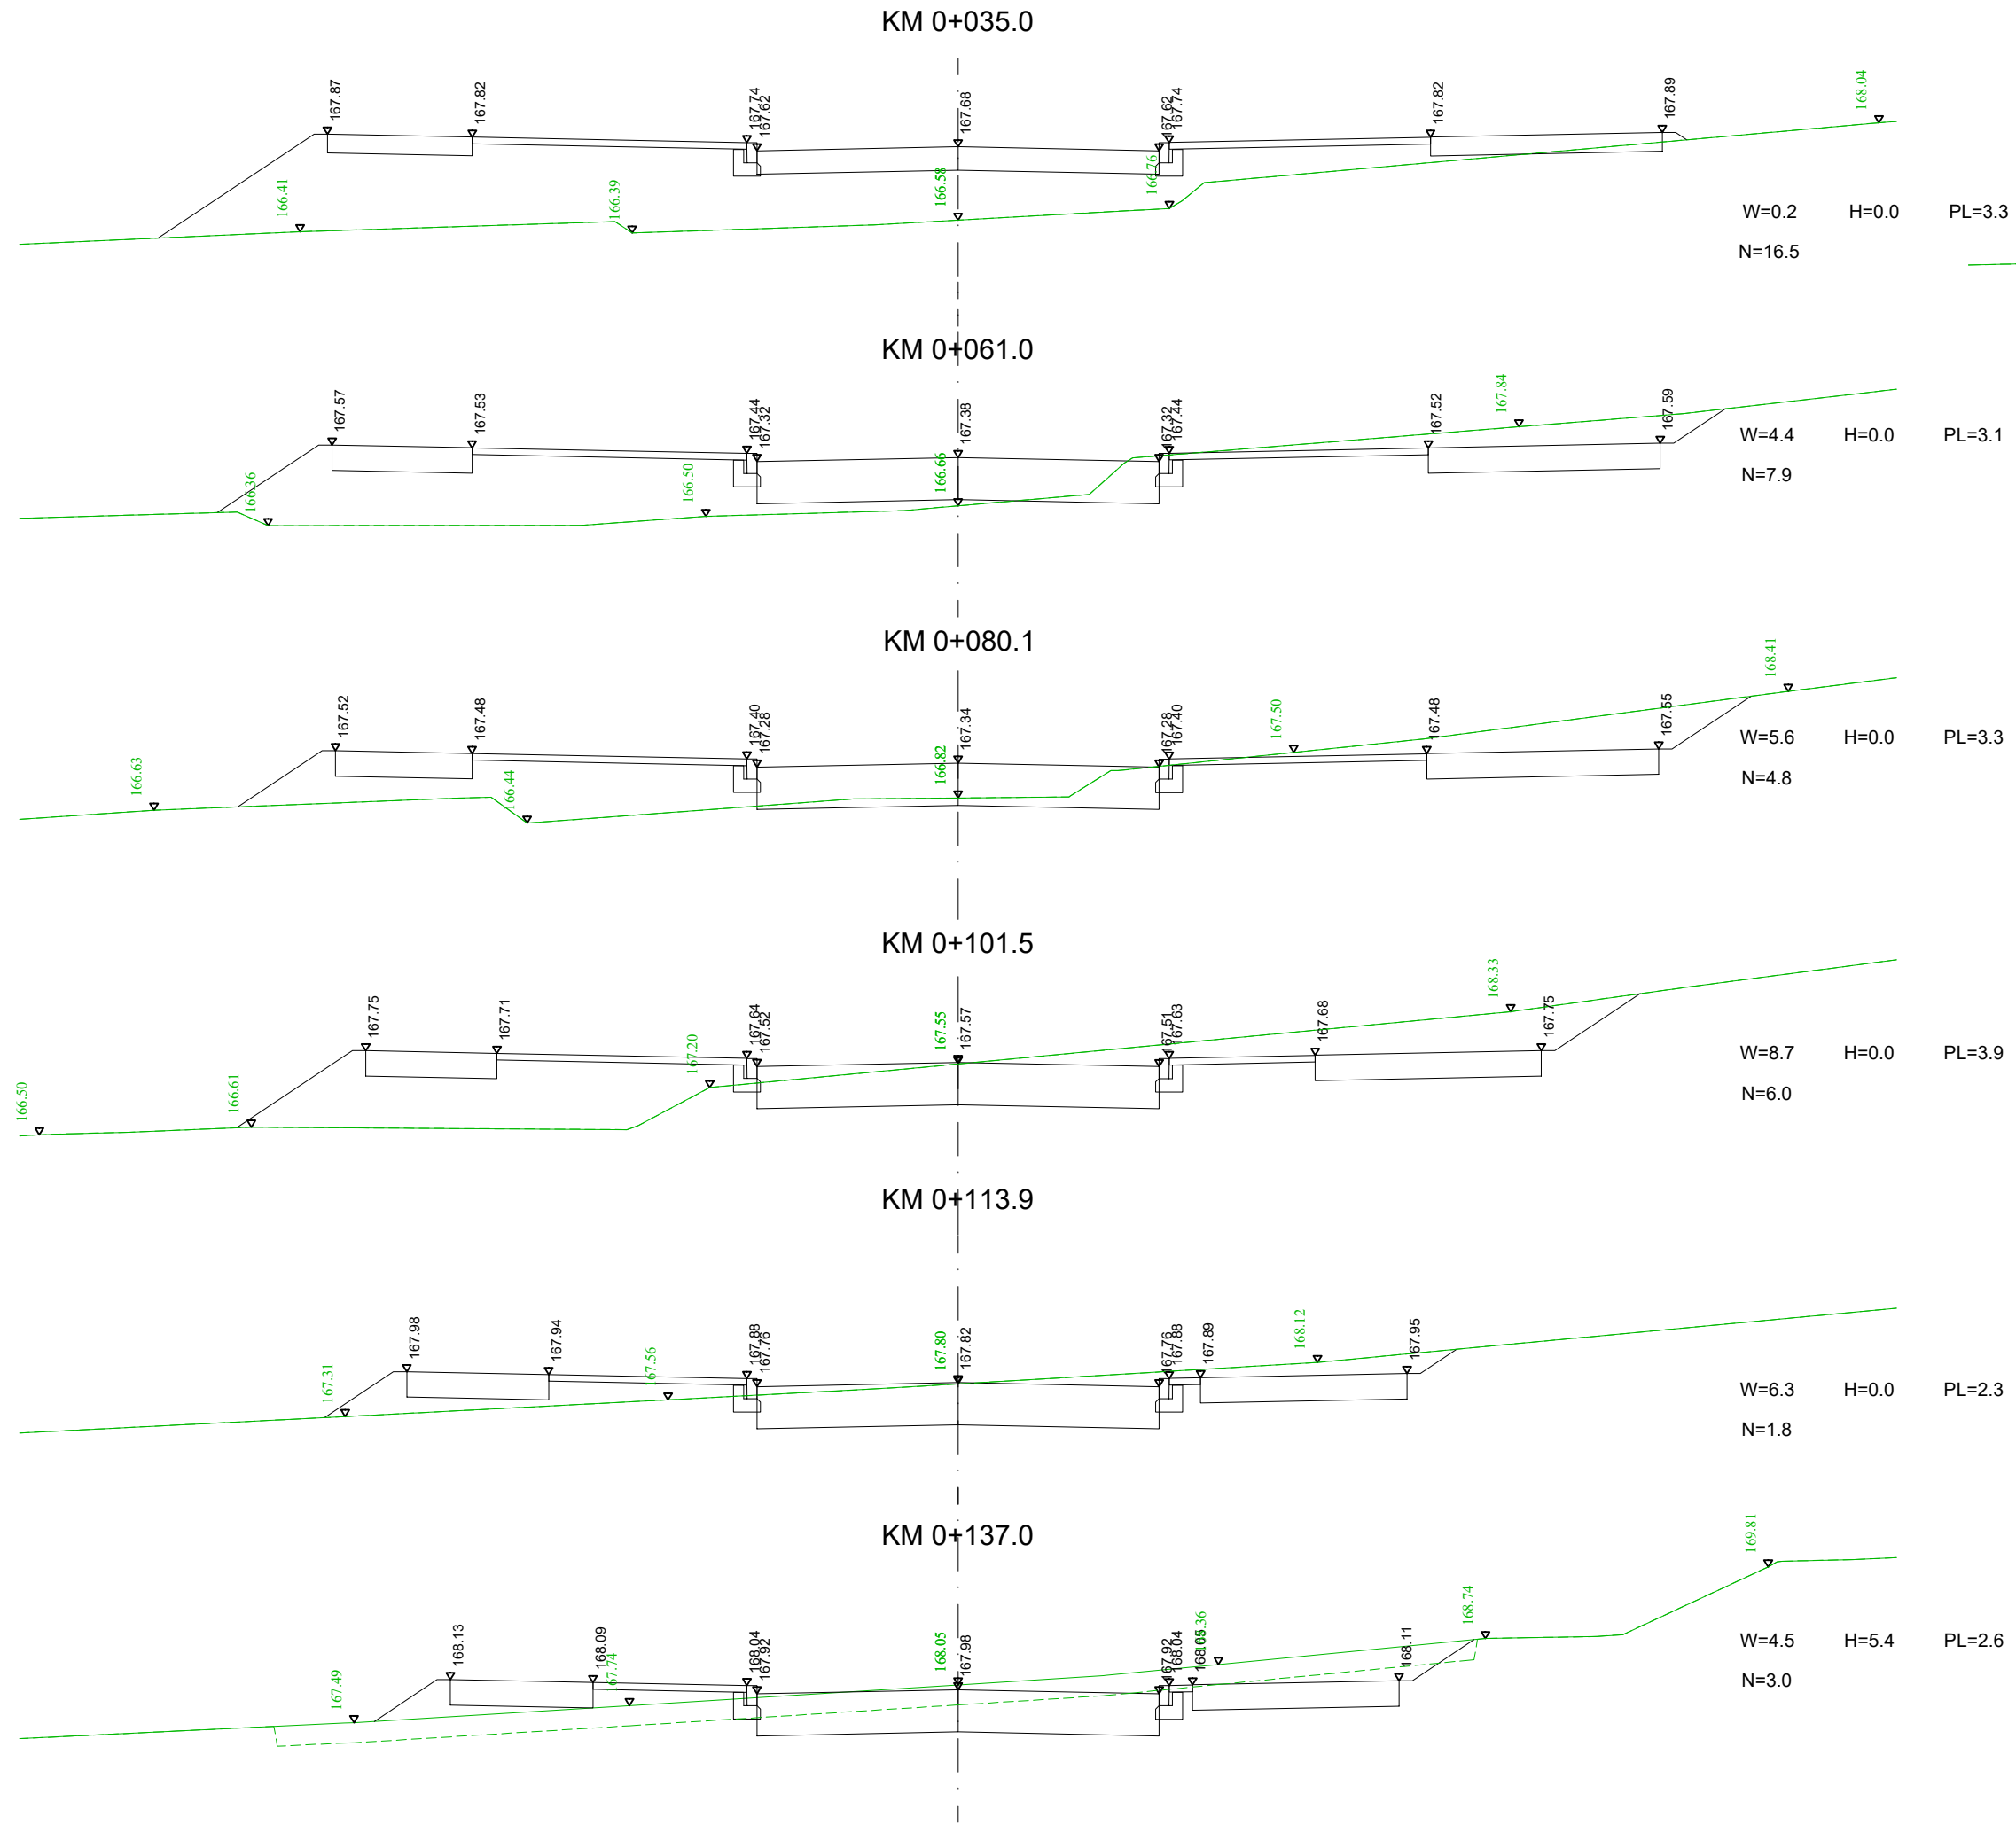 KM 0+035.0
167.87 167.82 167.74 167.62 167.68 167.62 167.74 167.82 167.89 168.04
166.41 166.39 166.58 166.76
W=0.2 H=0.0 PL=3.3
N=16.5
KM 0+061.0
167.57 167.53 167.44 167.32 167.38 167.32 167.44 167.52 167.84 167.59
166.36 166.50 166.66
W=4.4 H=0.0 PL=3.1
N=7.9
KM 0+080.1
167.52 167.48 167.40 167.28 167.34 167.28 167.40 167.50 167.48 167.55 168.41
166.63 166.44 166.82
W=5.6 H=0.0 PL=3.3
N=4.8
KM 0+101.5
167.75 167.71 167.64 167.52 167.55 167.57 167.51 167.63 167.68 168.33 167.75
166.50 166.61 167.20
W=8.7 H=0.0 PL=3.9
N=6.0
KM 0+113.9
167.98 167.94 167.88 167.76 167.80 167.82 167.76 167.88 167.89 168.12 167.95
167.31 167.56
W=6.3 H=0.0 PL=2.3
N=1.8
KM 0+137.0
168.13 168.09 168.04 167.92 168.05 167.98 167.92 168.04 168.05 168.36 168.11 168.74 169.81
167.49 167.74
W=4.5 H=5.4 PL=2.6
N=3.0